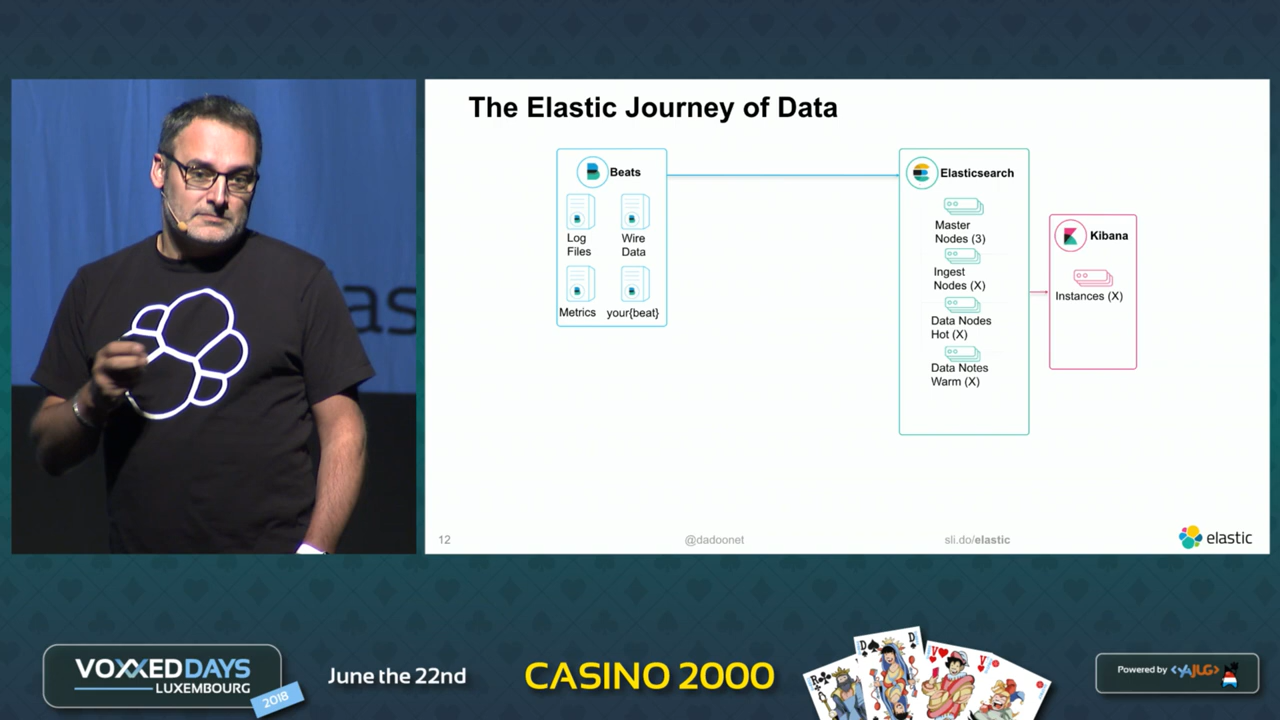 The Elastic Journey of Data
Beats
Log
Files
Wire
Data
Metrics
your{beat}
Elasticsearch
Master
Nodes (3)
Ingest
Nodes (X)
Data Nodes
Hot (X)
Data Notes
Warm (X)
Kibana
Instances (X)
as
12
@dadoonet
sli.do/elastic
elastic
VOXXEDDAYS
LUXEMBOURG
2018
June the 22nd
CASINO 2000
D
D
R
V
V
Powered by <YAJUG>